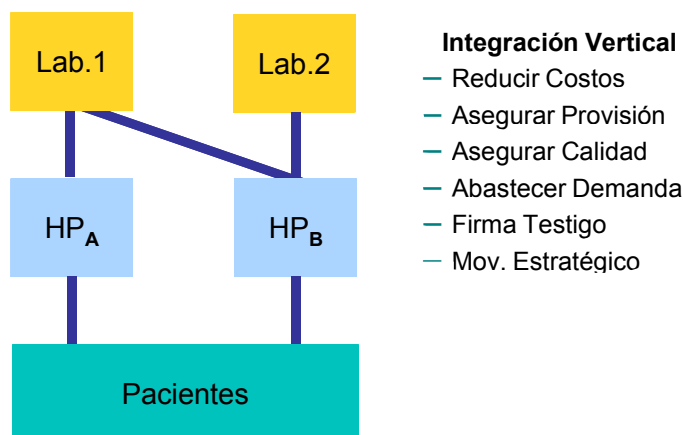 Lab.1
Lab.2
HPA
HPB
Pacientes
Integración Vertical
– Reducir Costos
– Asegurar Provisión
– Asegurar Calidad
– Abastecer Demanda
– Firma Testigo
– Mov. Estratégico